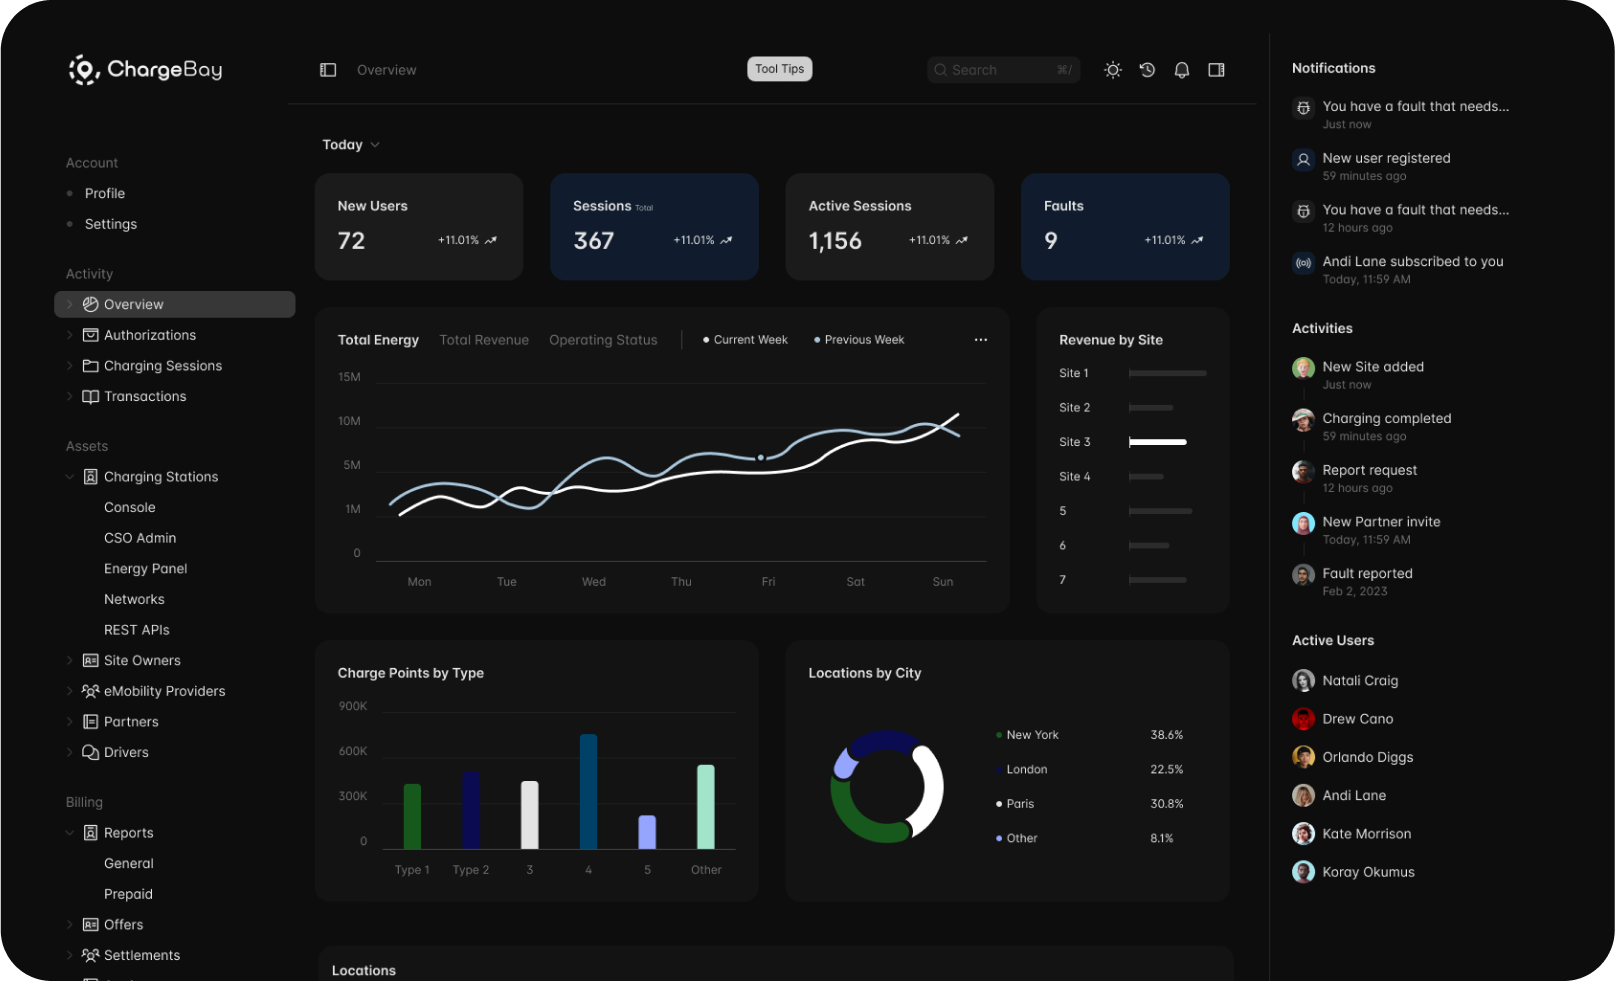 ChargeBay
Account
Profile
Settings
Activity
Overview
Authorizations
Charging Sessions
Transactions
Assets
Charging Stations
Console
CSO Admin
Energy Panel
Networks
REST APIs
Site Owners
eMobility Providers
Partners
Drivers
Billing
Reports
General
Prepaid
Offers
Settlements
Overview
Tool Tips
Search
⌘/
Today
New Users
72
+11.01%
Sessions Total
367
+11.01%
Active Sessions
1,156
+11.01%
Faults
9
+11.01%
Total Energy
Total Revenue
Operating Status
Current Week
Previous Week
15M
10M
5M
1M
0
Mon Tue Wed Thu Fri Sat Sun
Revenue by Site
Site 1
Site 2
Site 3
Site 4
5
6
7
Charge Points by Type
900K
600K
300K
0
Type 1 Type 2 3 4 5 Other
Locations by City
New York 38.6%
London 22.5%
Paris 30.8%
Other 8.1%
Locations
Notifications
You have a fault that needs...
Just now
New user registered
59 minutes ago
You have a fault that needs...
12 hours ago
Andi Lane subscribed to you
Today, 11:59 AM
Activities
New Site added
Just now
Charging completed
59 minutes ago
Report request
12 hours ago
New Partner invite
Today, 11:59 AM
Fault reported
Feb 2, 2023
Active Users
Natali Craig
Drew Cano
Orlando Diggs
Andi Lane
Kate Morrison
Koray Okumus